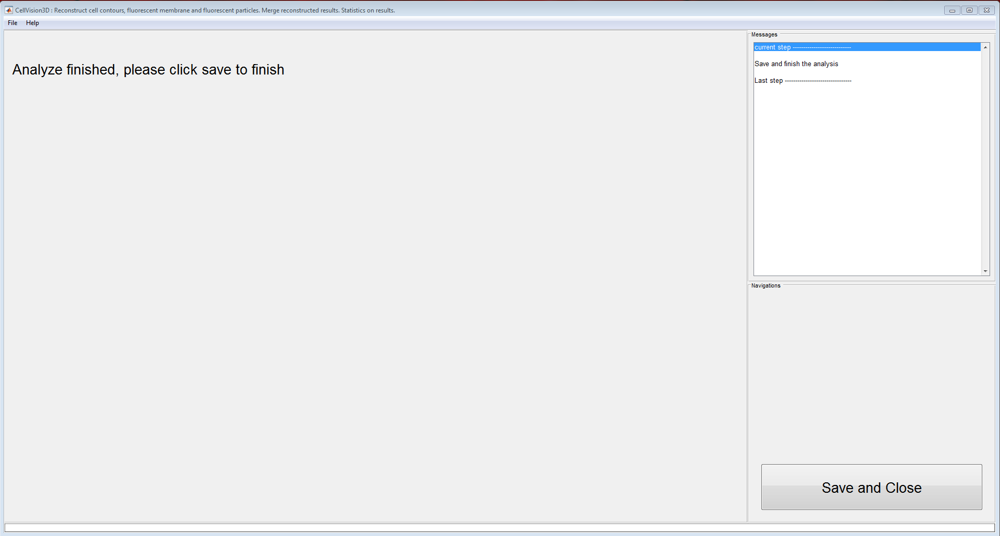 CellVision3D : Reconstruct cell contours, fluorescent membrane and fluorescent particles. Merge reconstructed results. Statistics on results.
File Help
Analyze finished, please click save to finish
Messages
current step ----------------------------
Save and finish the analysis
Last step --------------------------------
Navigations
Save and Close